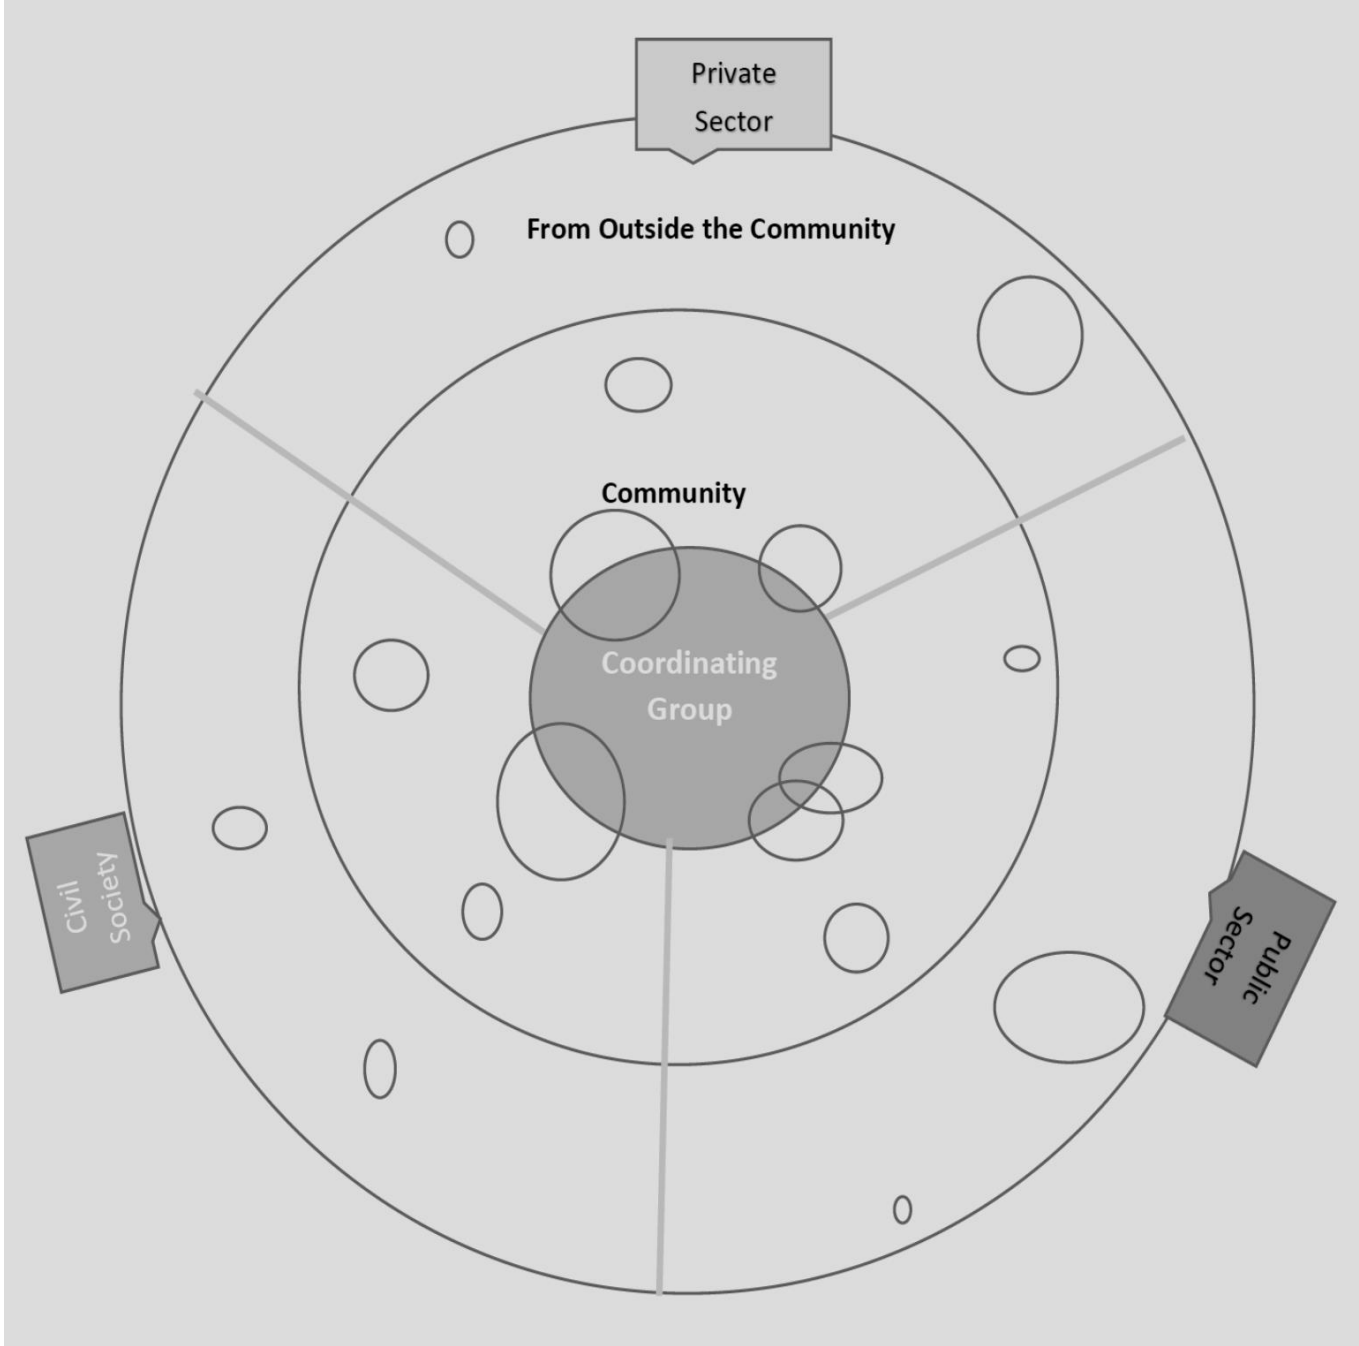 Private
Sector
From Outside the Community
Community
Coordinating
Group
Civil
Society
Public
Sector